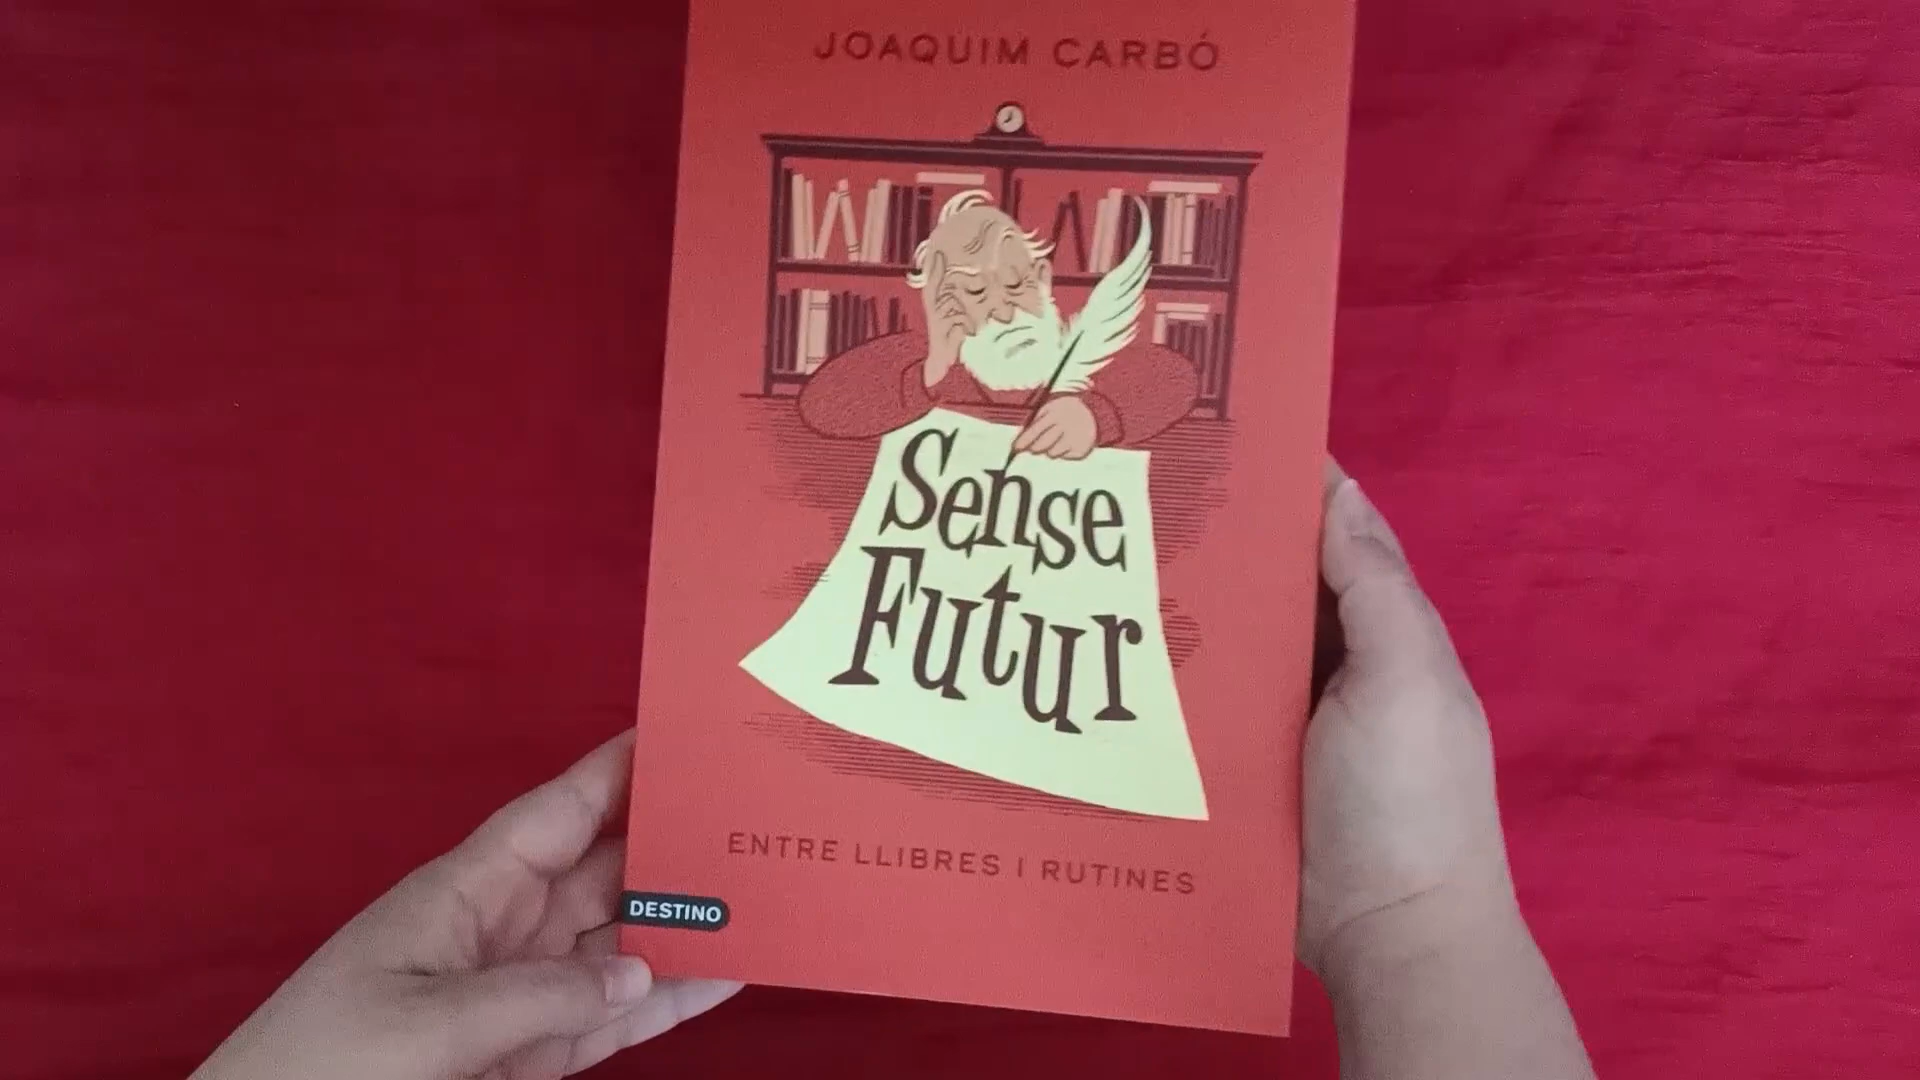 JOAQUIM CARBÓ
Sense
Futur
ENTRE LLIBRES I RUTINES
DESTINO